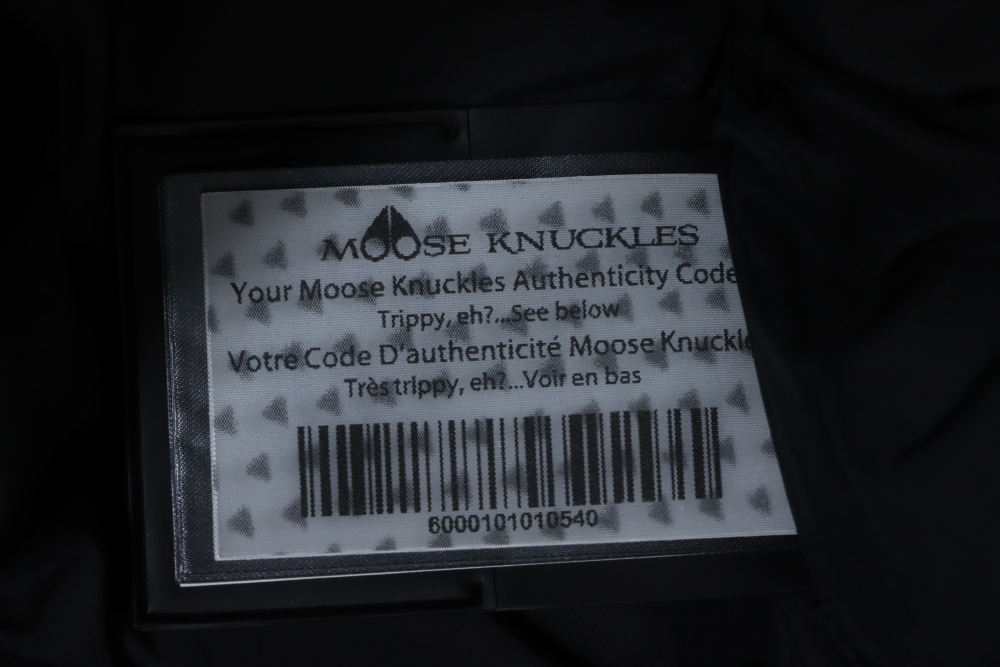 MOOSE KNUCKLES
Your Moose Knuckles Authenticity Code
Trippy, eh?...See below
Votre Code D'authenticité Moose
Très trippy, eh?...Voir en bas
6000101010540